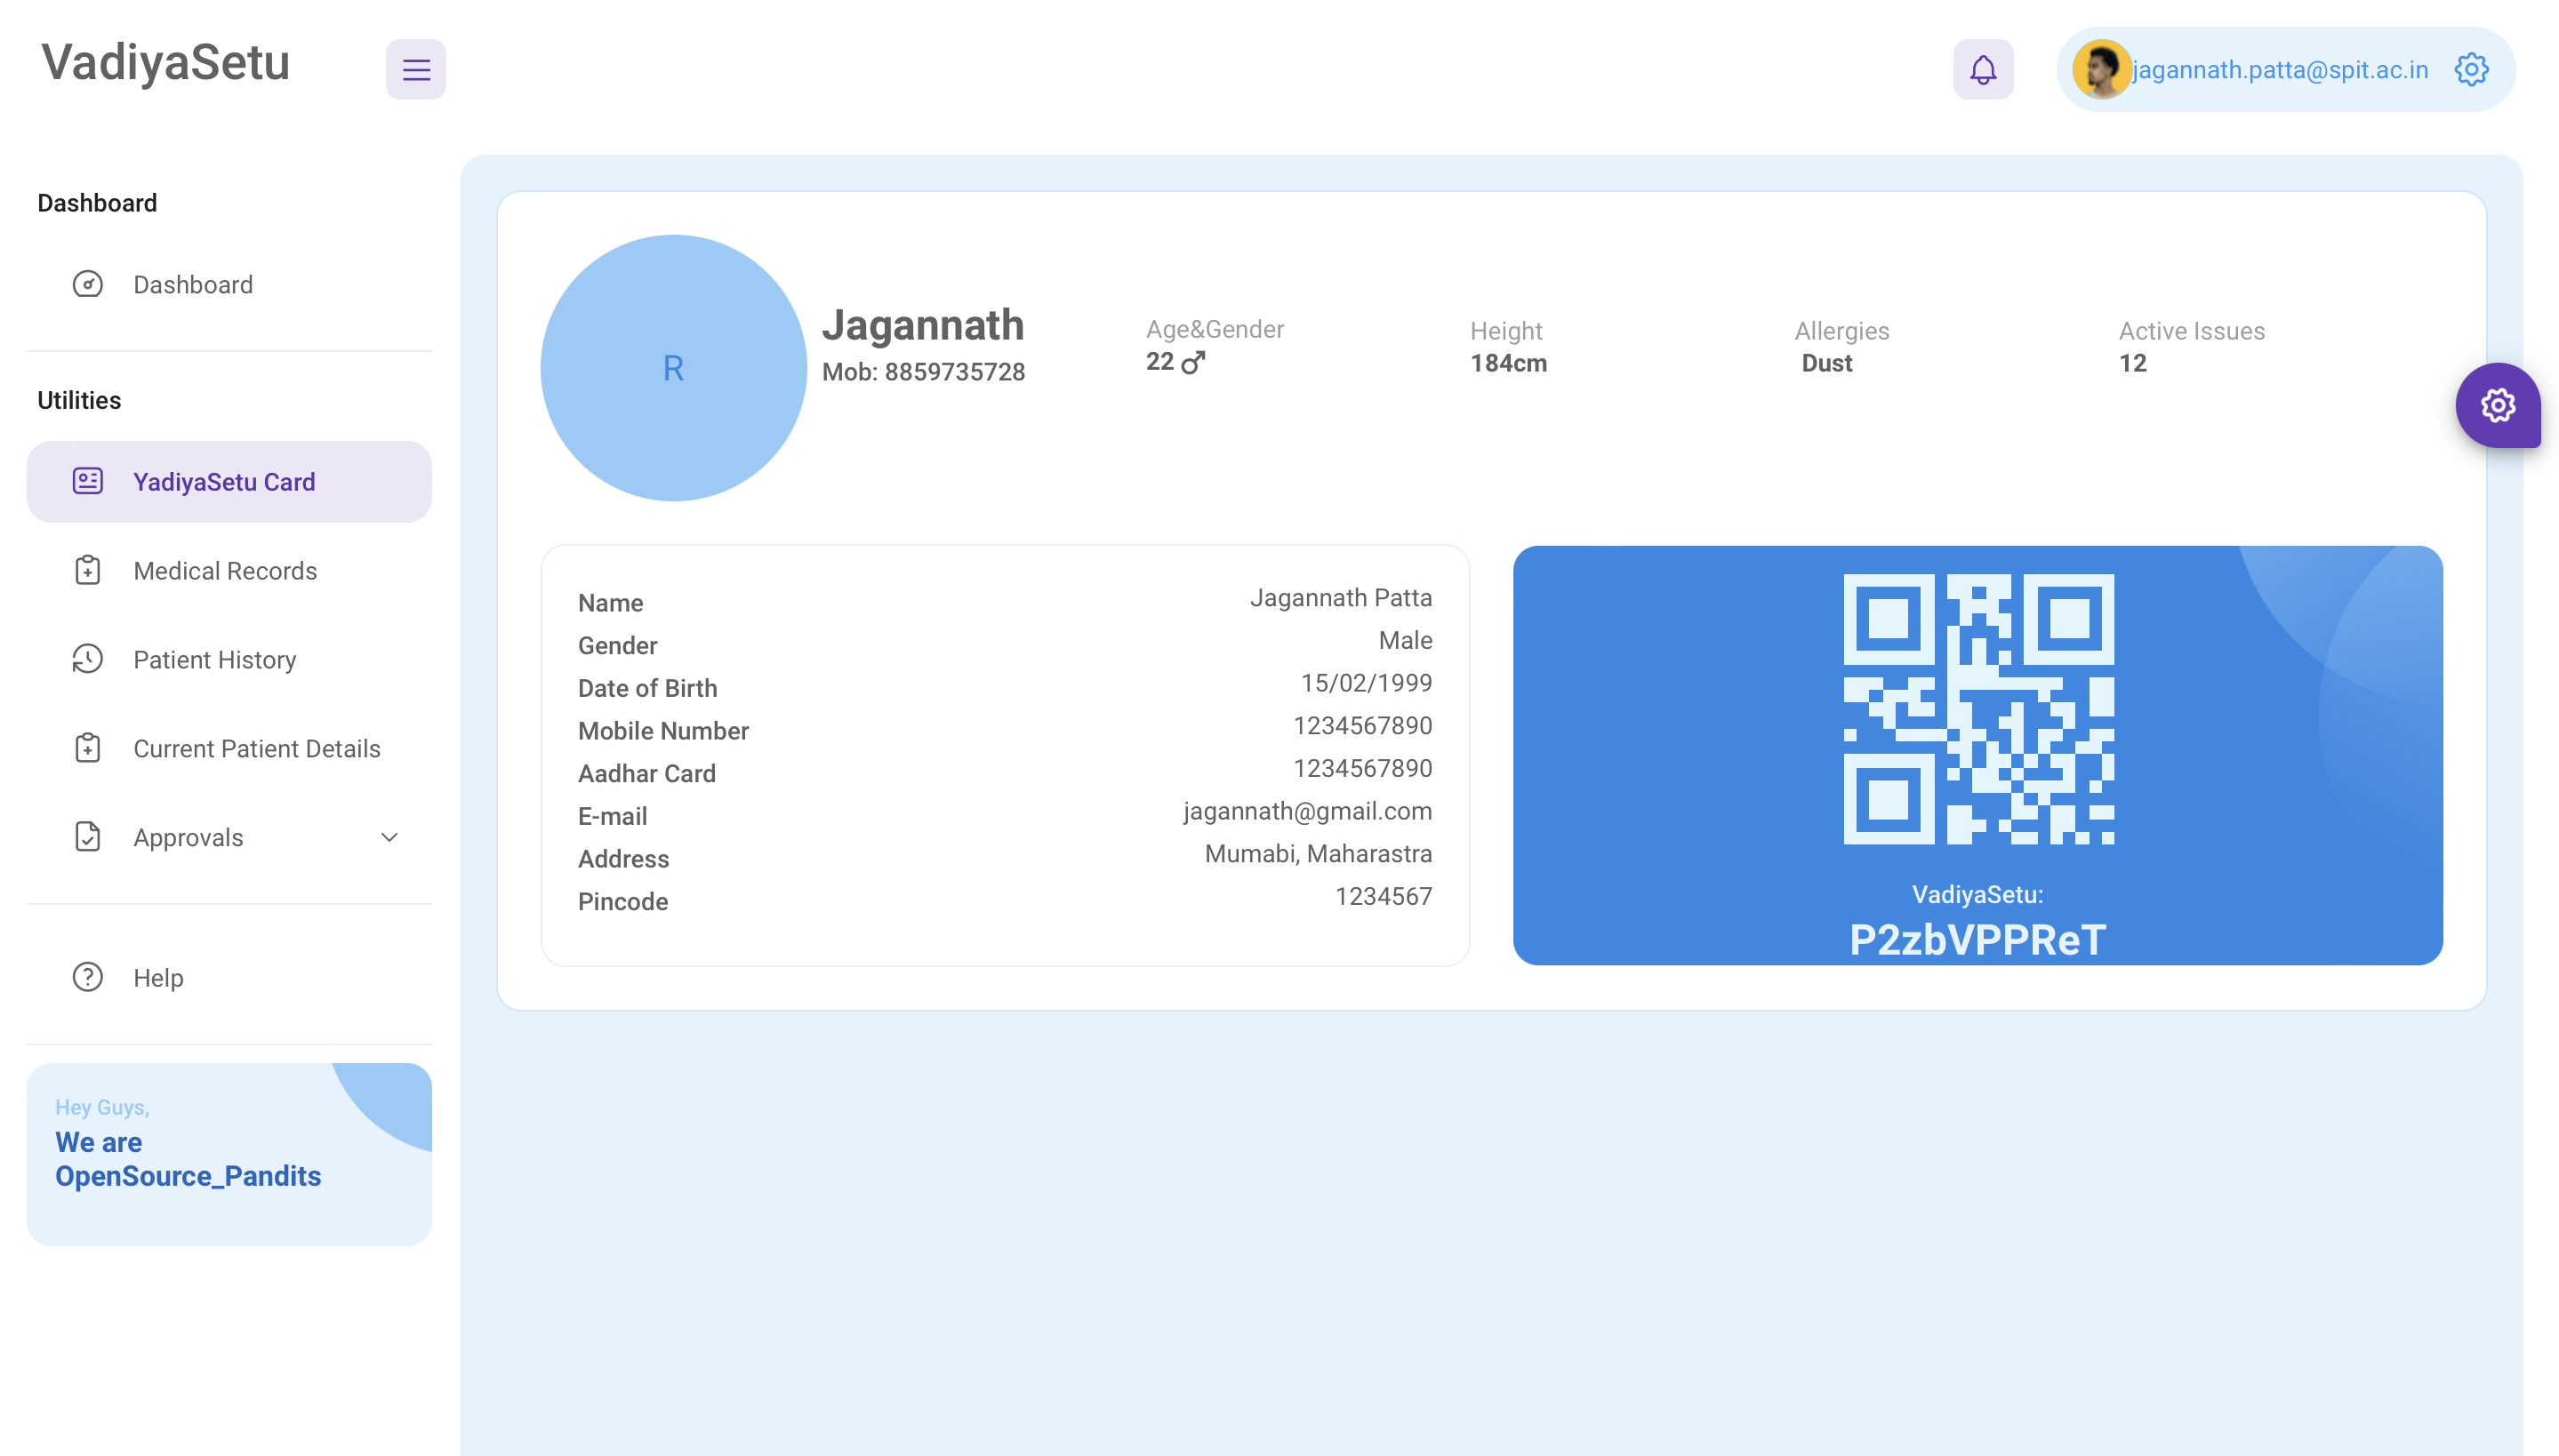 VadiyaSetu
jagannath.patta@spit.ac.in
Dashboard
Dashboard
Utilities
YadiyaSetu Card
Medical Records
Patient History
Current Patient Details
Approvals
Help
Hey Guys,
We are
OpenSource_Pandits
R
Jagannath
Mob: 8859735728
Age&Gender
22 ♂
Height
184cm
Allergies
Dust
Active Issues
12
Name Jagannath Patta
Gender Male
Date of Birth 15/02/1999
Mobile Number 1234567890
Aadhar Card 1234567890
E-mail jagannath@gmail.com
Address Mumabi, Maharastra
Pincode 1234567
VadiyaSetu:
P2zbVPPReT